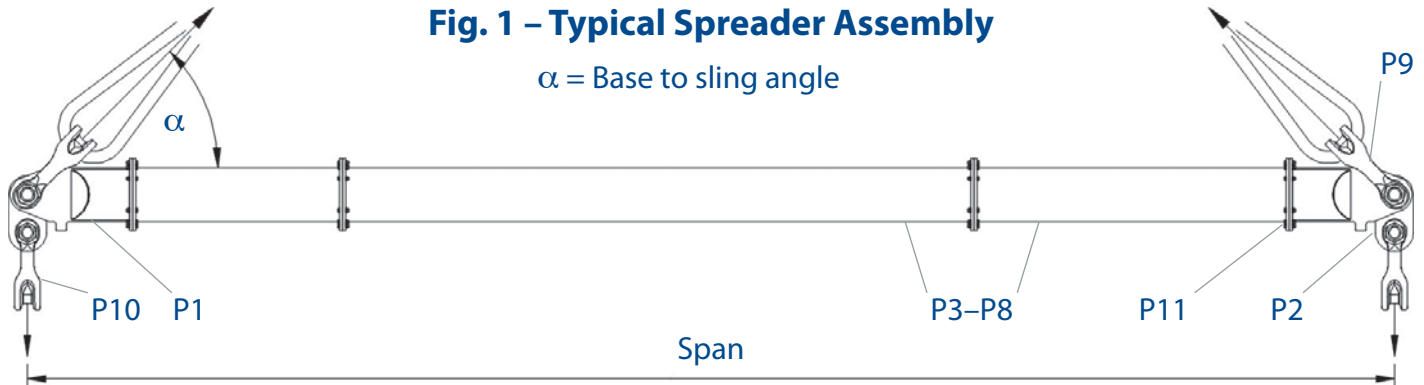 Fig. 1 – Typical Spreader Assembly
α = Base to sling angle
P9
α
P10
P1
P3–P8
P11
P2
Span